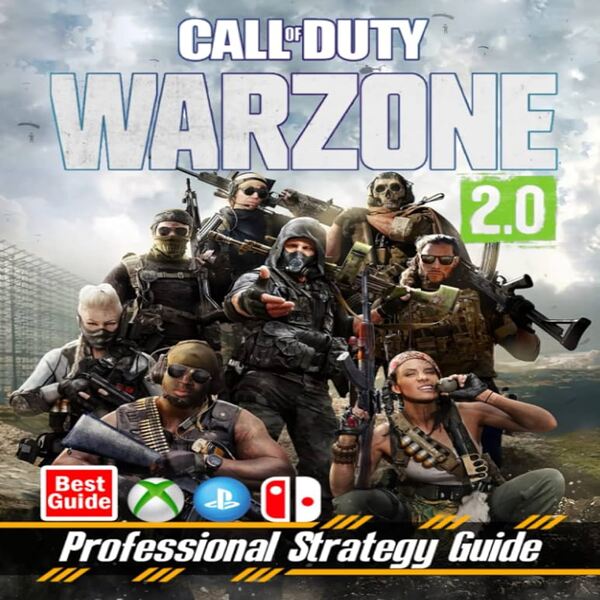 CALL OF DUTY
WARZONE
2.0
Best
Guide
Professional Strategy Guide